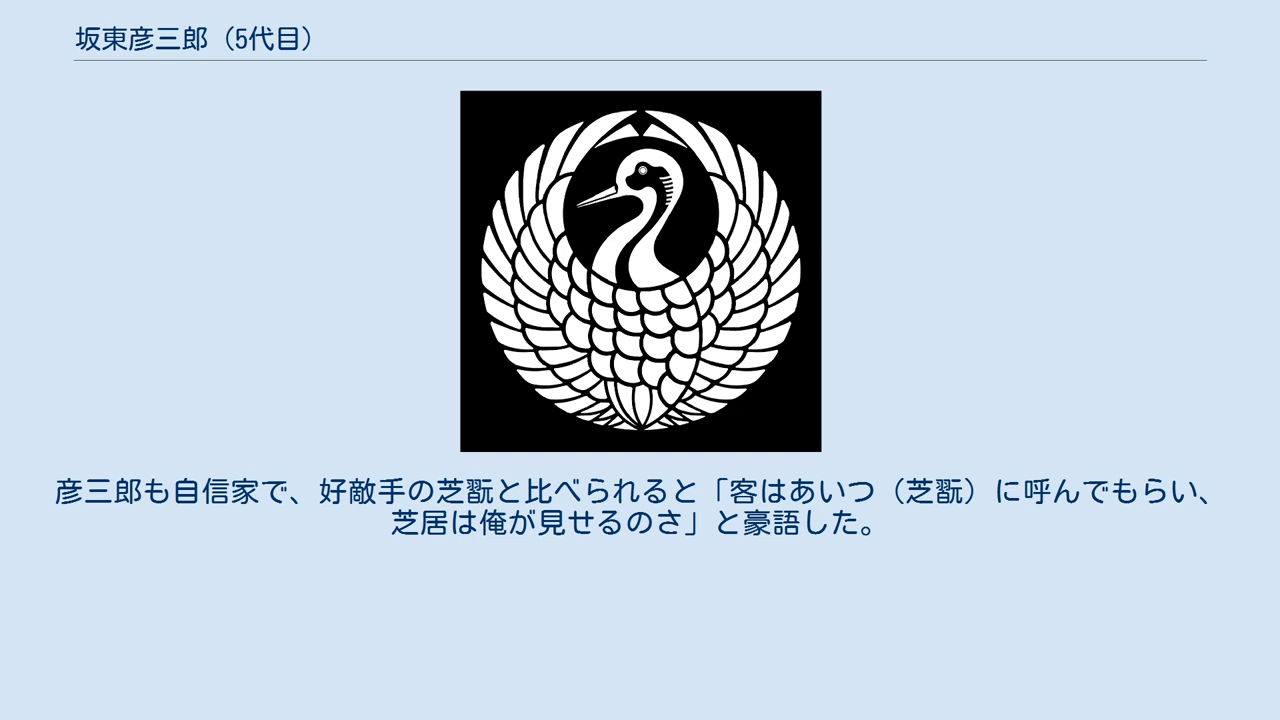 坂東彦三郎（5代目）
彦三郎も自信家で、好敵手の芝翫と比べられると「客はあいつ（芝翫）に呼んでもらい、
芝居は俺が見せるのさ」と豪語した。